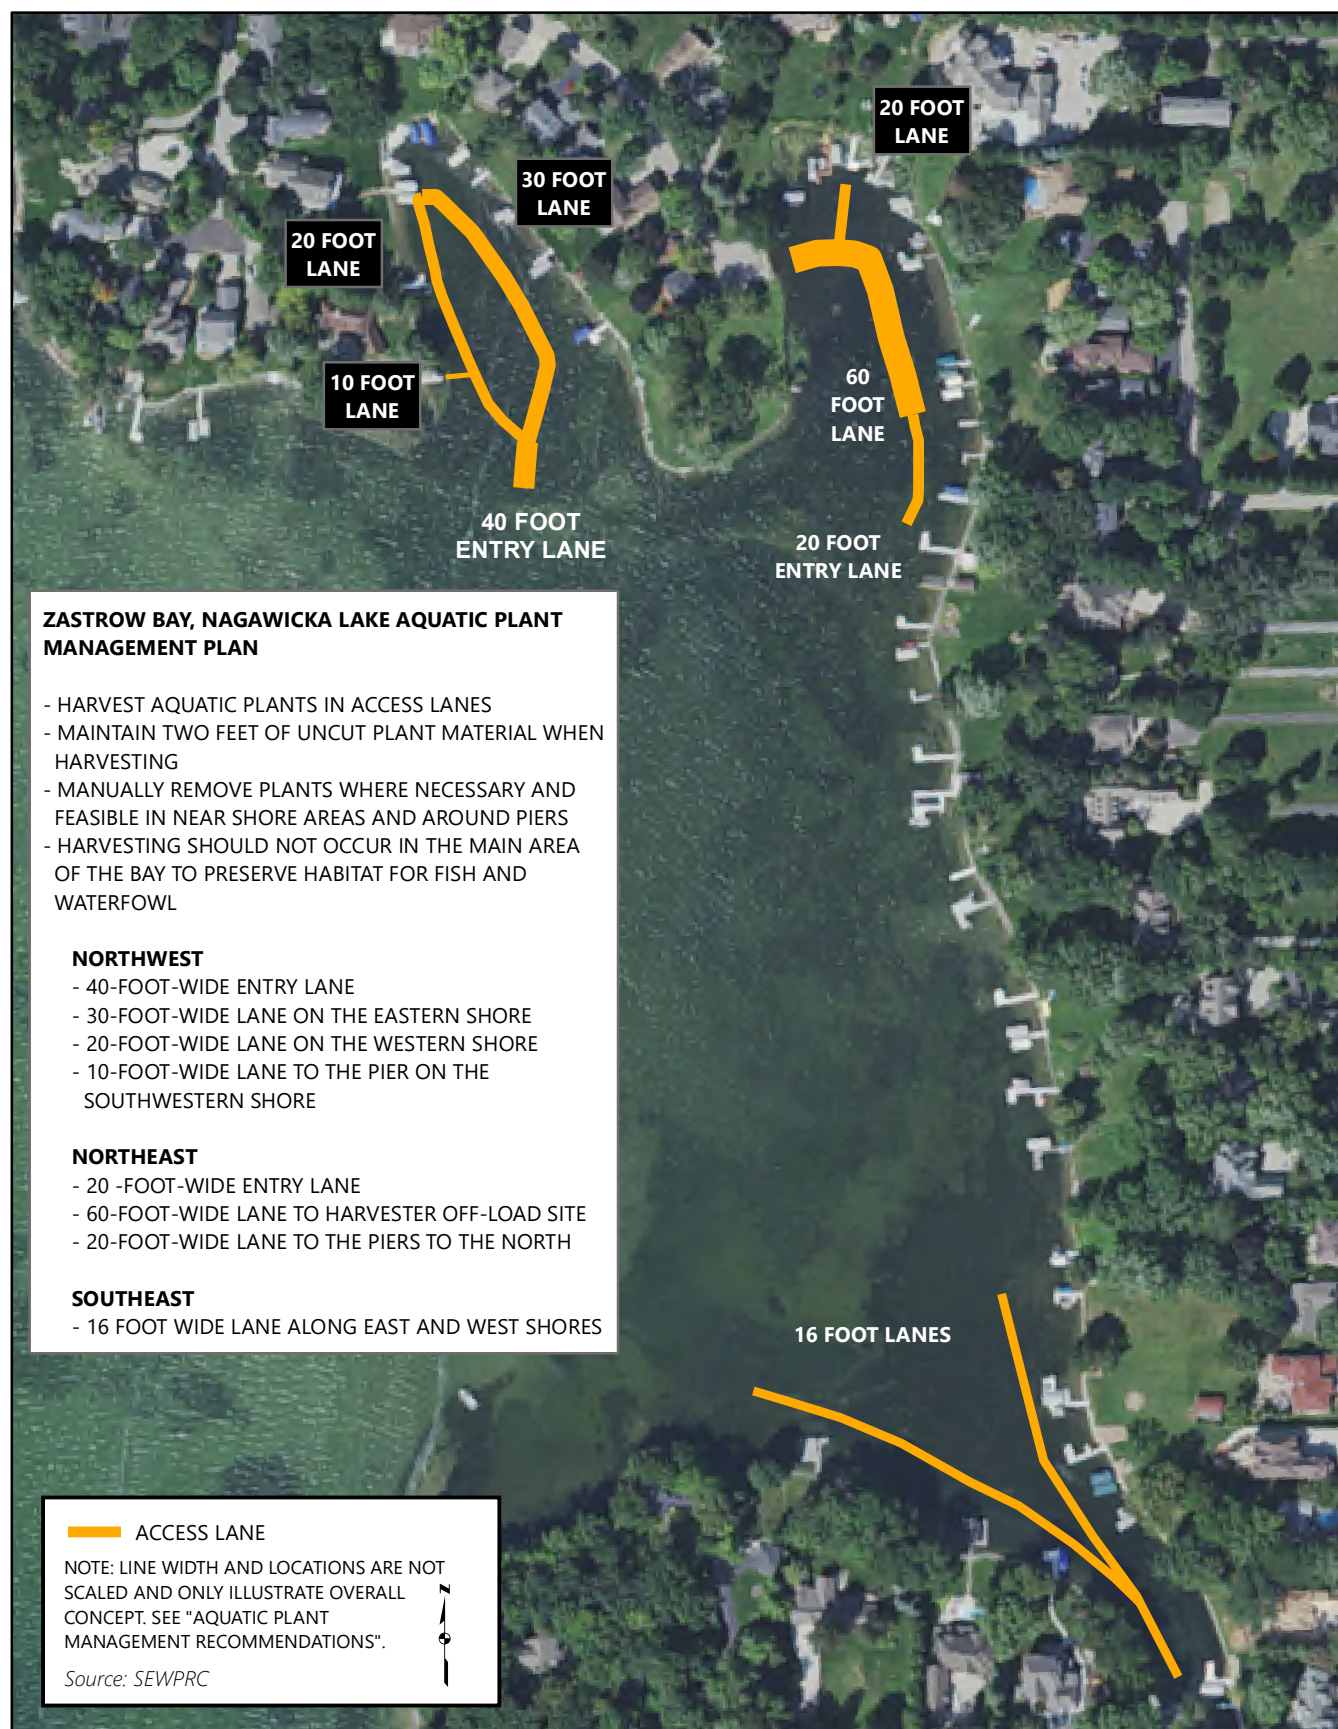 20 FOOT
LANE
30 FOOT
LANE
20 FOOT
LANE
10 FOOT
LANE
60
FOOT
LANE
40 FOOT
ENTRY LANE
20 FOOT
ENTRY LANE
ZASTROW BAY, NAGAWICKA LAKE AQUATIC PLANT
MANAGEMENT PLAN
- HARVEST AQUATIC PLANTS IN ACCESS LANES
- MAINTAIN TWO FEET OF UNCUT PLANT MATERIAL WHEN
HARVESTING
- MANUALLY REMOVE PLANTS WHERE NECESSARY AND
FEASIBLE IN NEAR SHORE AREAS AND AROUND PIERS
- HARVESTING SHOULD NOT OCCUR IN THE MAIN AREA
OF THE BAY TO PRESERVE HABITAT FOR FISH AND
WATERFOWL
NORTHWEST
- 40-FOOT-WIDE ENTRY LANE
- 30-FOOT-WIDE LANE ON THE EASTERN SHORE
- 20-FOOT-WIDE LANE ON THE WESTERN SHORE
- 10-FOOT-WIDE LANE TO THE PIER ON THE
SOUTHWESTERN SHORE
NORTHEAST
- 20 -FOOT-WIDE ENTRY LANE
- 60-FOOT-WIDE LANE TO HARVESTER OFF-LOAD SITE
- 20-FOOT-WIDE LANE TO THE PIERS TO THE NORTH
SOUTHEAST
- 16 FOOT WIDE LANE ALONG EAST AND WEST SHORES
16 FOOT LANES
ACCESS LANE
NOTE: LINE WIDTH AND LOCATIONS ARE NOT
SCALED AND ONLY ILLUSTRATE OVERALL
CONCEPT. SEE "AQUATIC PLANT
MANAGEMENT RECOMMENDATIONS".
Source: SEWPRC
N